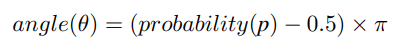 angle(θ) = (probability(p) − 0.5) × π